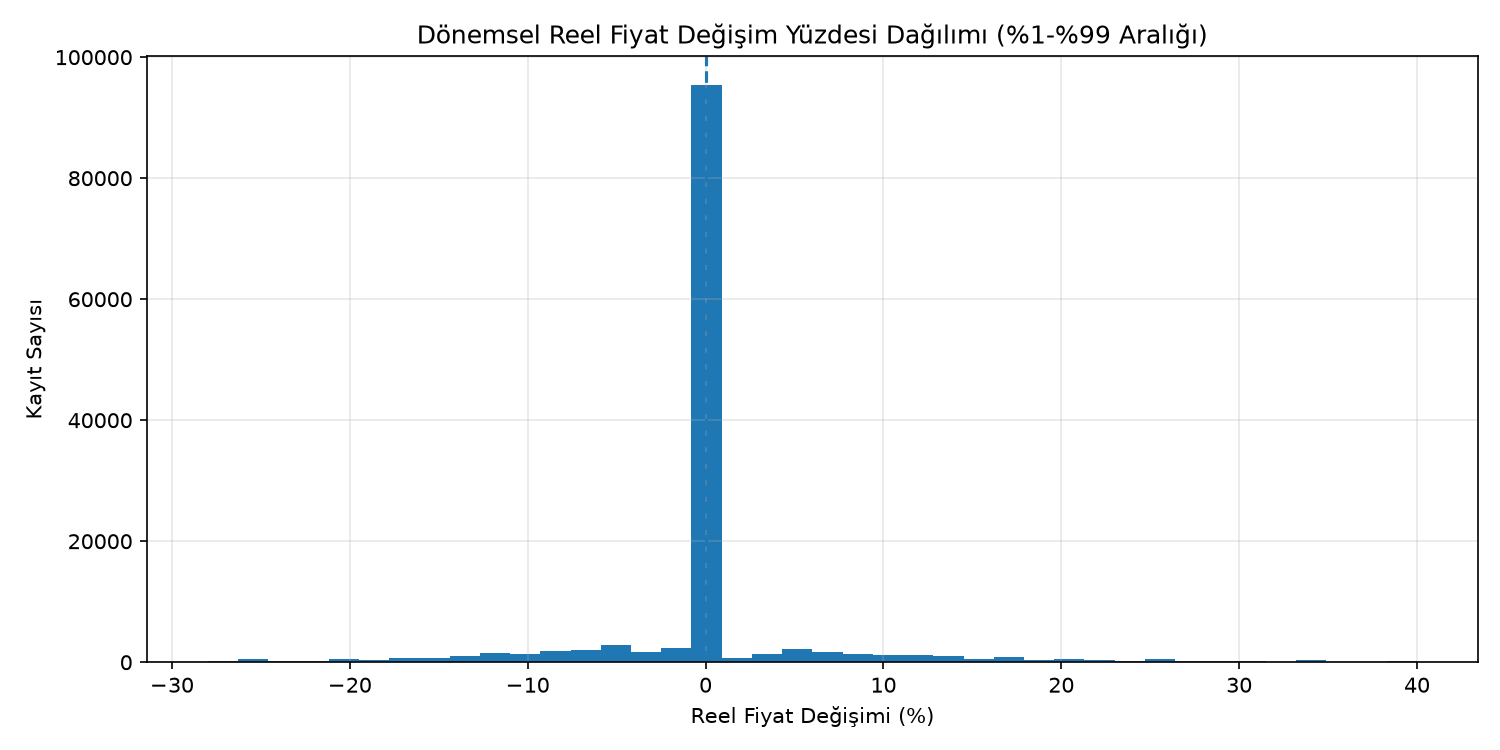 Dönemsel Reel Fiyat Değişim Yüzdesi Dağılımı (%1-%99 Aralığı)
100000
80000
60000
40000
20000
0
Kayıt Sayısı
−30 −20 −10 0 10 20 30 40
Reel Fiyat Değişimi (%)